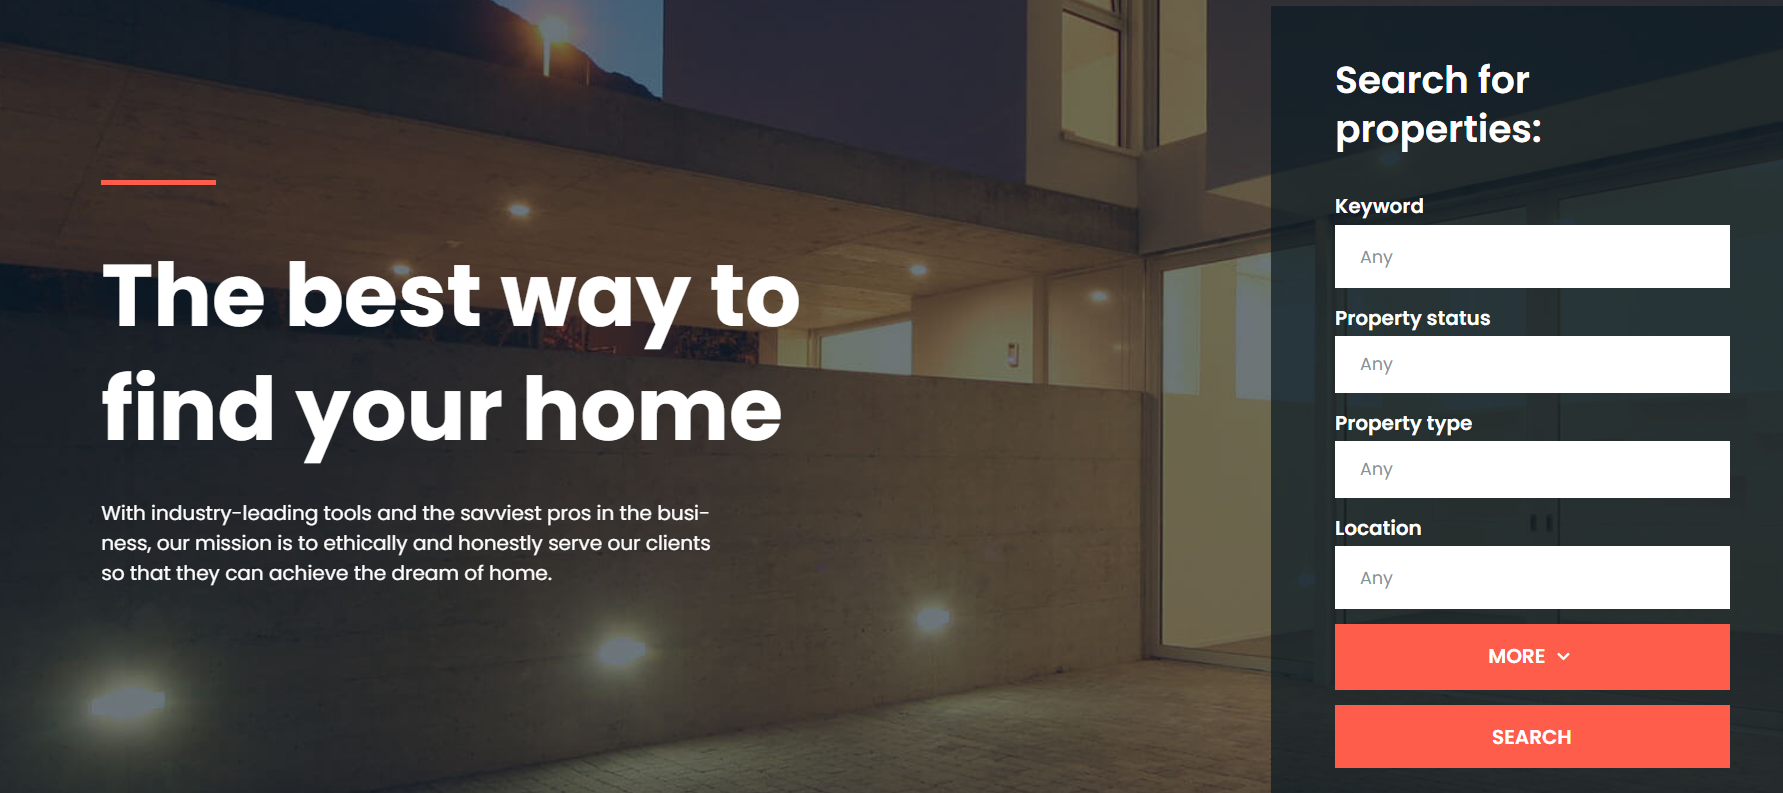 The best way to
find your home
With industry-leading tools and the savviest pros in the busi-
ness, our mission is to ethically and honestly serve our clients
so that they can achieve the dream of home.
Search for
properties:
Keyword
Any
Property status
Any
Property type
Any
Location
Any
MORE
SEARCH